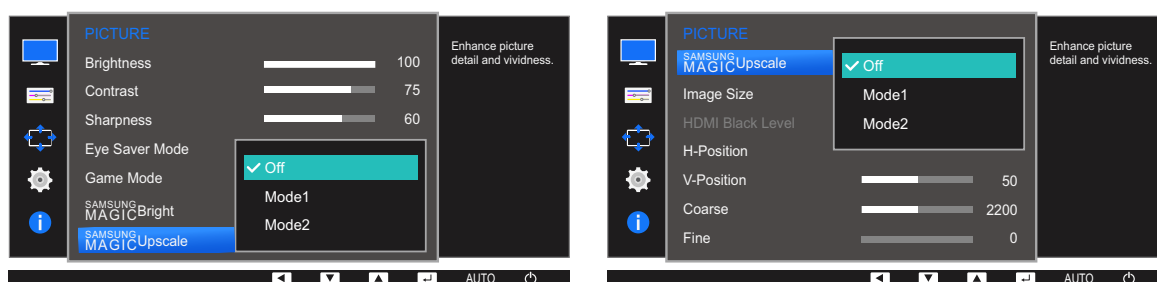 PICTURE
Brightness 100
Contrast 75
Sharpness 60
Eye Saver Mode
Game Mode
SAMSUNG
MAGICBright
SAMSUNG
MAGICUpscale
Off
Mode1
Mode2
Enhance picture
detail and vividness.
AUTO
PICTURE
SAMSUNG
MAGICUpscale
Image Size
HDMI Black Level
H-Position
V-Position 50
Coarse 2200
Fine 0
Off
Mode1
Mode2
Enhance picture
detail and vividness.
AUTO